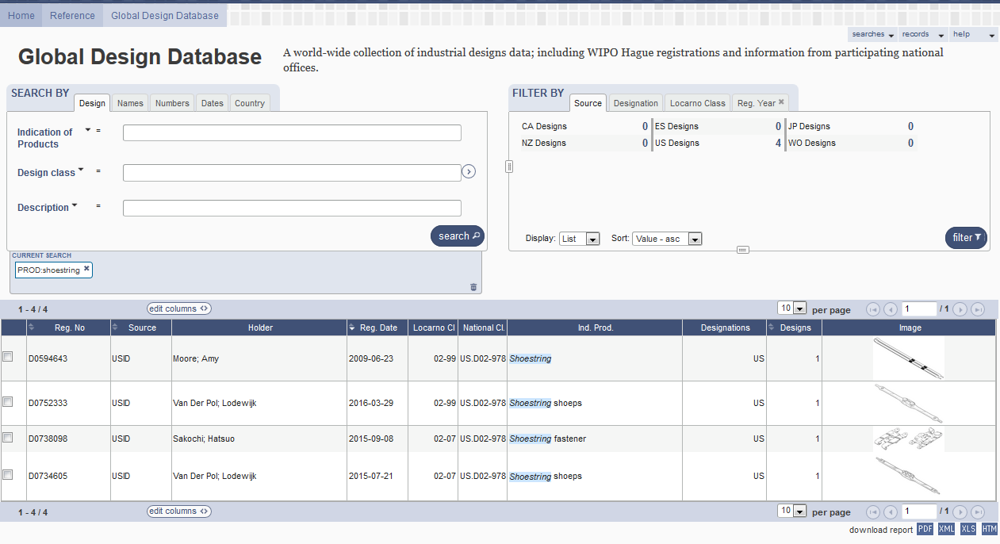 Home Reference Global Design Database
searches records help
Global Design Database
A world-wide collection of industrial designs data; including WIPO Hague registrations and information from participating national
offices.
SEARCH BY Design Names Numbers Dates Country
Indication of
Products =
Design class =
Description =
search
CURRENT SEARCH
PROD:shoestring
FILTER BY Source Designation Locarno Class Reg. Year
CA Designs 0 ES Designs 0 JP Designs 0
NZ Designs 0 US Designs 4 WO Designs 0
Display: List Sort: Value - asc filter
1 - 4 / 4 edit columns 10 per page 1 / 1
Reg. No Source Holder Reg. Date Locarno Cl National Cl. Ind. Prod. Designations Designs Image
D0594643 USID Moore; Amy 2009-06-23 02-99 US.D02-978 Shoestring US 1
D0752333 USID Van Der Pol; Lodewijk 2016-03-29 02-99 US.D02-978 Shoestring shoeps US 1
D0738098 USID Sakochi; Hatsuo 2015-09-08 02-07 US.D02-978 Shoestring fastener US 1
D0734605 USID Van Der Pol; Lodewijk 2015-07-21 02-07 US.D02-978 Shoestring shoeps US 1
1 - 4 / 4 edit columns 10 per page 1 / 1
download report PDF XML XLS HTM